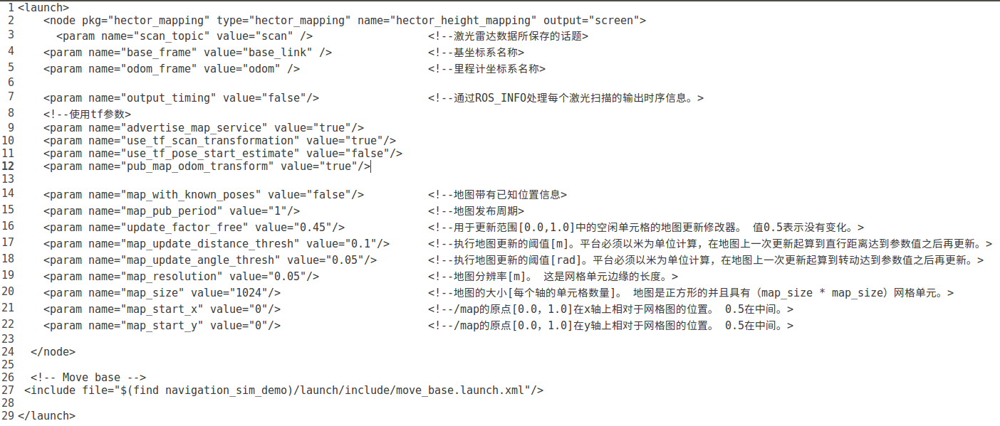 1 <launch>
2     <node pkg="hector_mapping" type="hector_mapping" name="hector_height_mapping" output="screen">
3       <param name="scan_topic" value="scan" />                  <!--激光雷达数据所保存的话题>
4     <param name="base_frame" value="base_link" />               <!--基坐标系名称>
5     <param name="odom_frame" value="odom" />                    <!--里程计坐标系名称>
6
7     <param name="output_timing" value="false"/>                 <!--通过ROS_INFO处理每个激光扫描的输出时序信息。>
8     <!--使用tf参数>
9     <param name="advertise_map_service" value="true"/>
10     <param name="use_tf_scan_transformation" value="true"/>
11     <param name="use_tf_pose_start_estimate" value="false"/>
12     <param name="pub_map_odom_transform" value="true"/>
13
14     <param name="map_with_known_poses" value="false"/>          <!--地图带有已知位置信息>
15     <param name="map_pub_period" value="1"/>                    <!--地图发布周期>
16     <param name="update_factor_free" value="0.45"/>             <!--用于更新范围[0.0,1.0]中的空闲单元格的地图更新修改器。 值0.5表示没有变化。>
17     <param name="map_update_distance_thresh" value="0.1"/>      <!--执行地图更新的阈值[m]。平台必须以米为单位计算，在地图上一次更新起算到直行距离达到参数值之后再更新。>
18     <param name="map_update_angle_thresh" value="0.05"/>        <!--执行地图更新的阈值[rad]。平台必须以米为单位计算，在地图上一次更新起算到转动达到参数值之后再更新。>
19     <param name="map_resolution" value="0.05"/>                 <!--地图分辨率[m]。 这是网格单元边缘的长度。>
20     <param name="map_size" value="1024"/>                       <!--地图的大小[每个轴的单元格数量]。 地图是正方形的并且具有（map_size * map_size）网格单元。>
21     <param name="map_start_x" value="0"/>                       <!--/map的原点[0.0，1.0]在x轴上相对于网格图的位置。 0.5在中间。>
22     <param name="map_start_y" value="0"/>                       <!--/map的原点[0.0，1.0]在y轴上相对于网格图的位置。 0.5在中间。>
23
24   </node>
25
26   <!-- Move base -->
27  <include file="$(find navigation_sim_demo)/launch/include/move_base.launch.xml"/>
28
29 </launch>